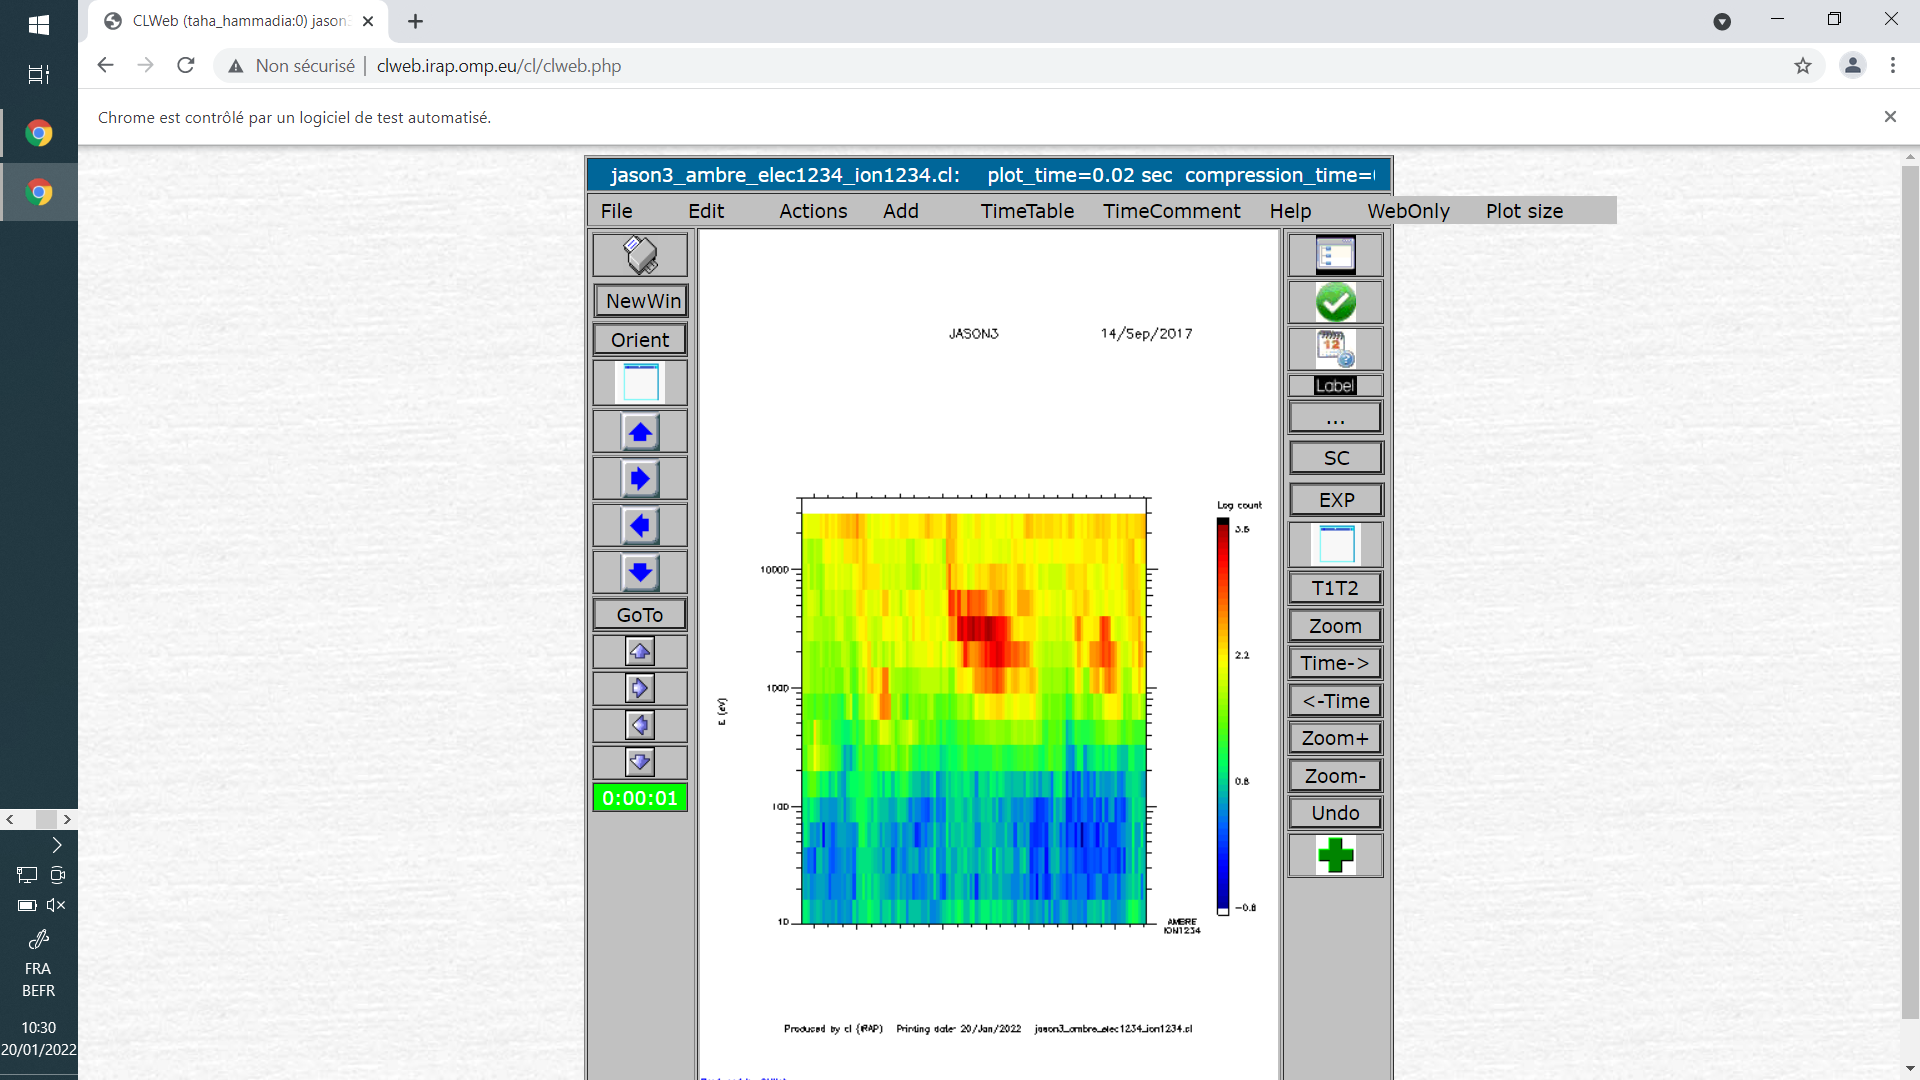 CLWeb (taha_hammadia:0) jason3
Non sécurisé | clweb.irap.omp.eu/cl/clweb.php
Chrome est contrôlé par un logiciel de test automatisé.
jason3_ambre_elec1234_ion1234.cl: plot_time=0.02 sec compression_time=
File Edit Actions Add TimeTable TimeComment Help WebOnly Plot size
NewWin
Orient
GoTo
0:00:01
JASON3 14/Sep/2017
Log count
3.5
2.2
0.8
-0.8
10000
1000
100
10
E (eV)
AMBRE
ION1234
Produced by cl (IRAP) Printing date: 20/Jan/2022 jason3_ambre_elec1234_ion1234.cl
12
Label
...
SC
EXP
T1T2
Zoom
Time->
<-Time
Zoom+
Zoom-
Undo
FRA
BEFR
10:30
20/01/2022